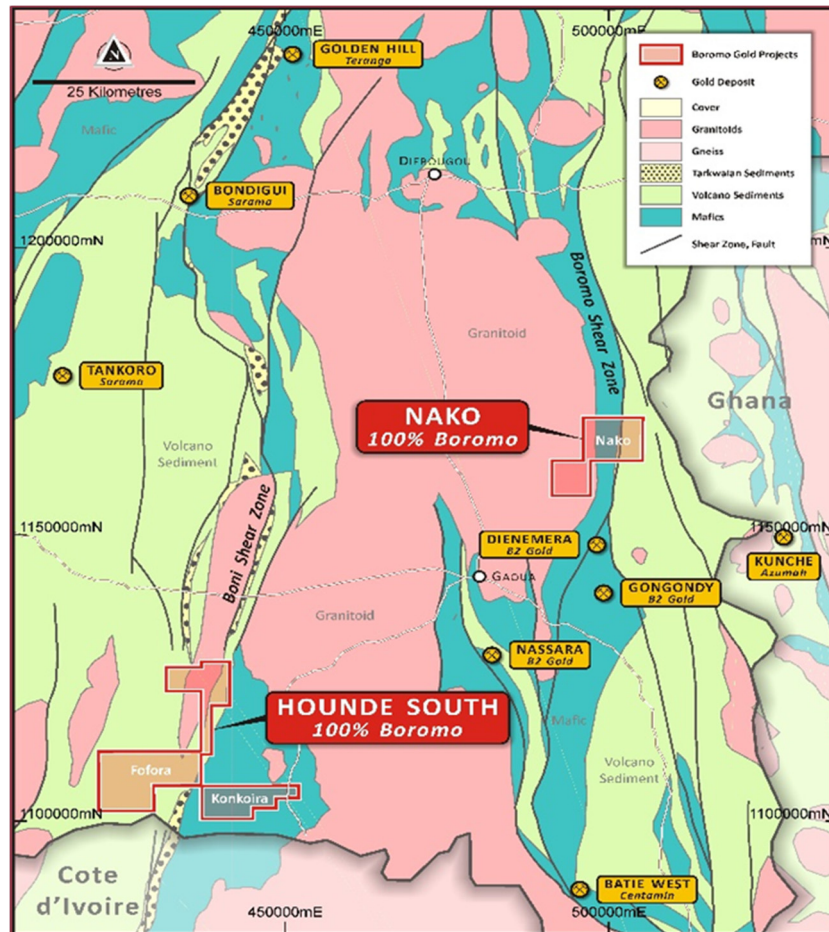 450000mE
500000mE
N
25 Kilometres
GOLDEN HILL
Teranga
Boromo Gold Projects
Gold Deposit
Cover
Granitoids
Gneiss
Tarkwaian Sediments
Volcano Sediments
Mafics
Shear Zone, Fault
Mafic
DIEBOUGOU
BONDIGUI
Sarama
1200000mN
1200000mN
Boromo Shear Zone
Granitoid
TANKORO
Sarama
Ghana
NAKO
100% Boromo
Nako
Volcano
Sediment
Boni Shear Zone
1150000mN
1150000mN
DIENEMERA
B2 Gold
KUNCHE
Azumah
GAOUA
GONGONDY
B2 Gold
Granitoid
NASSARA
B2 Gold
HOUNDE SOUTH
100% Boromo
Mafic
Fofora
Volcano
Sediment
Konkoira
1100000mN
1100000mN
Cote
d'Ivoire
BATIE WEST
Centamin
450000mE
500000mE